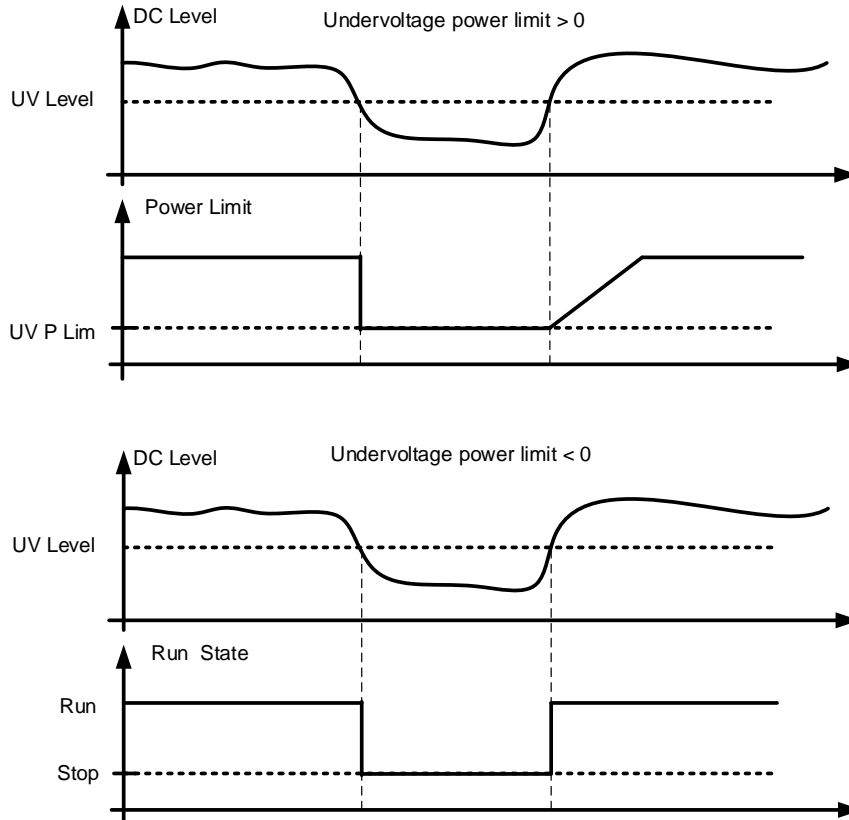 DC Level
Undervoltage power limit > 0
UV Level
Power Limit
UV P Lim
DC Level
Undervoltage power limit < 0
UV Level
Run State
Run
Stop